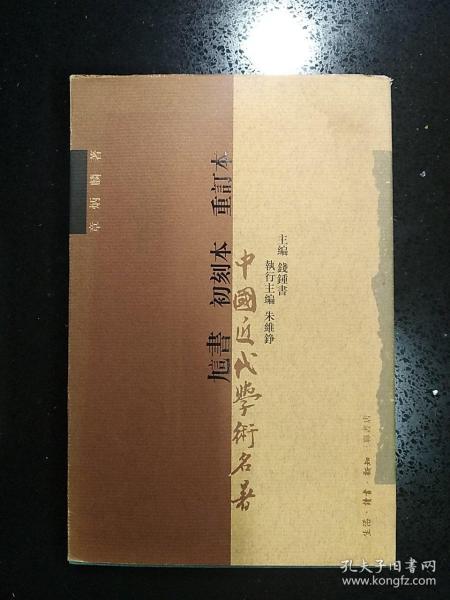 章炳麟 著
訄書 初刻本 重訂本
中國近代學術名著
主編 錢鍾書
執行主編 朱維錚
生活·讀書·新知 三聯書店
孔夫子旧书网
www.kongfz.com